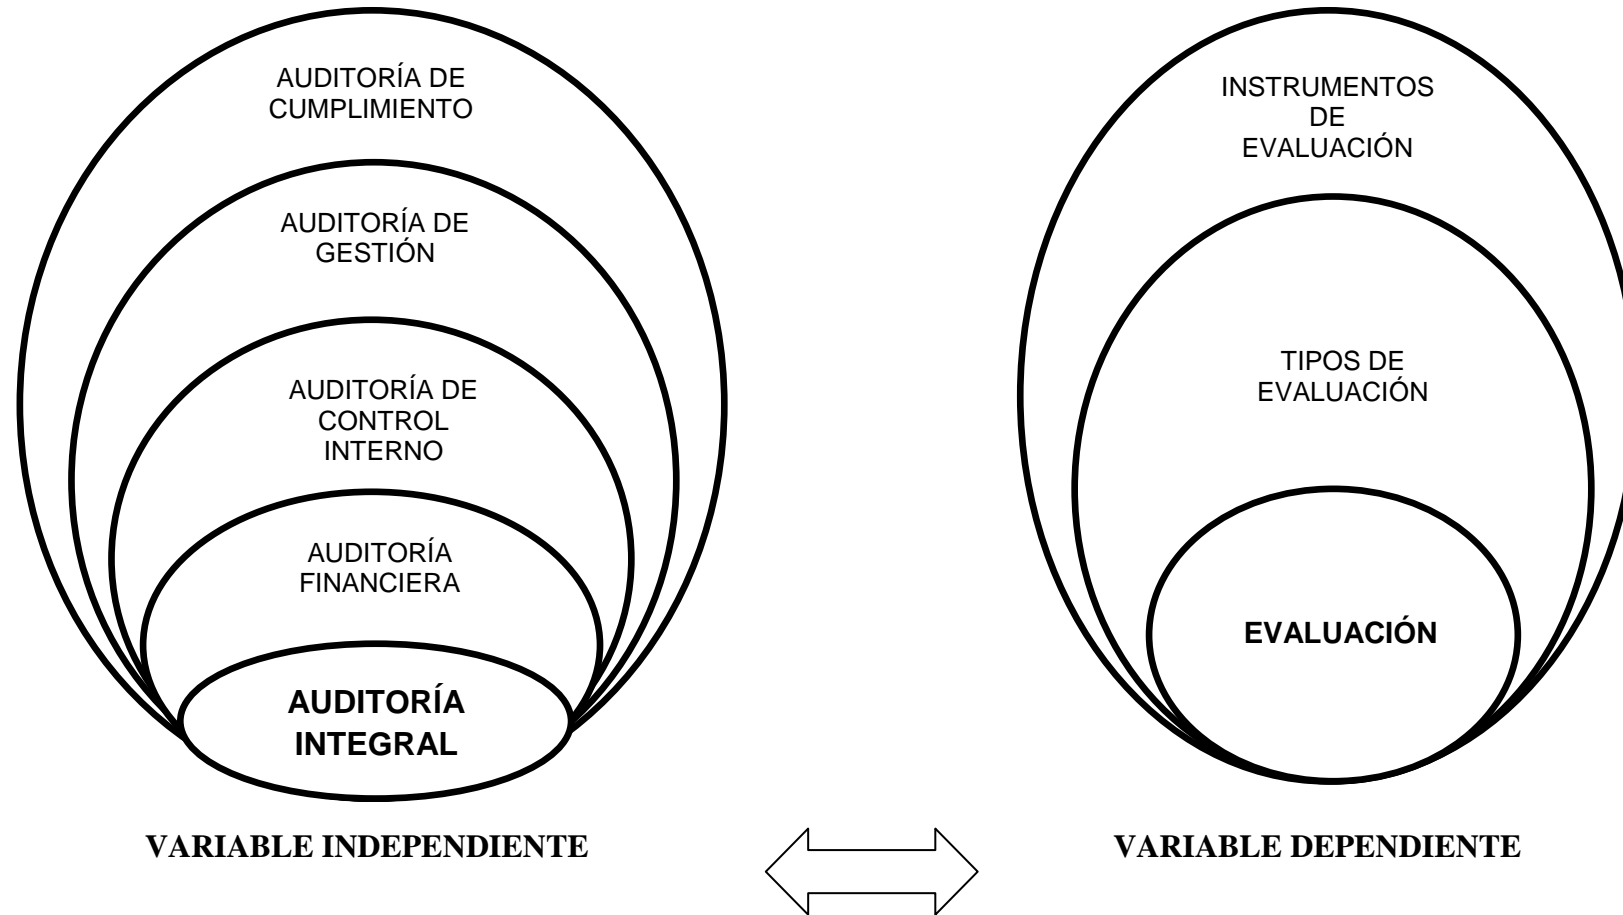 AUDITORÍA DE
CUMPLIMIENTO
AUDITORÍA DE
GESTIÓN
AUDITORÍA DE
CONTROL
INTERNO
AUDITORÍA
FINANCIERA
AUDITORÍA
INTEGRAL
VARIABLE INDEPENDIENTE
INSTRUMENTOS
DE
EVALUACIÓN
TIPOS DE
EVALUACIÓN
EVALUACIÓN
VARIABLE DEPENDIENTE